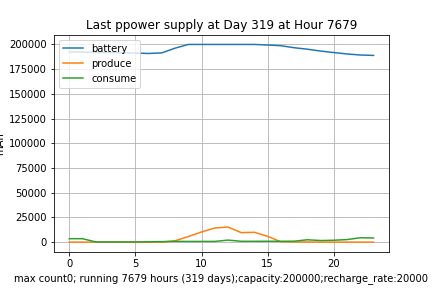 Last ppower supply at Day 319 at Hour 7679
200000
175000
150000
125000
100000
75000
50000
25000
0
battery
produce
consume
0 5 10 15 20
max count0; running 7679 hours (319 days);capacity:200000;recharge_rate:20000